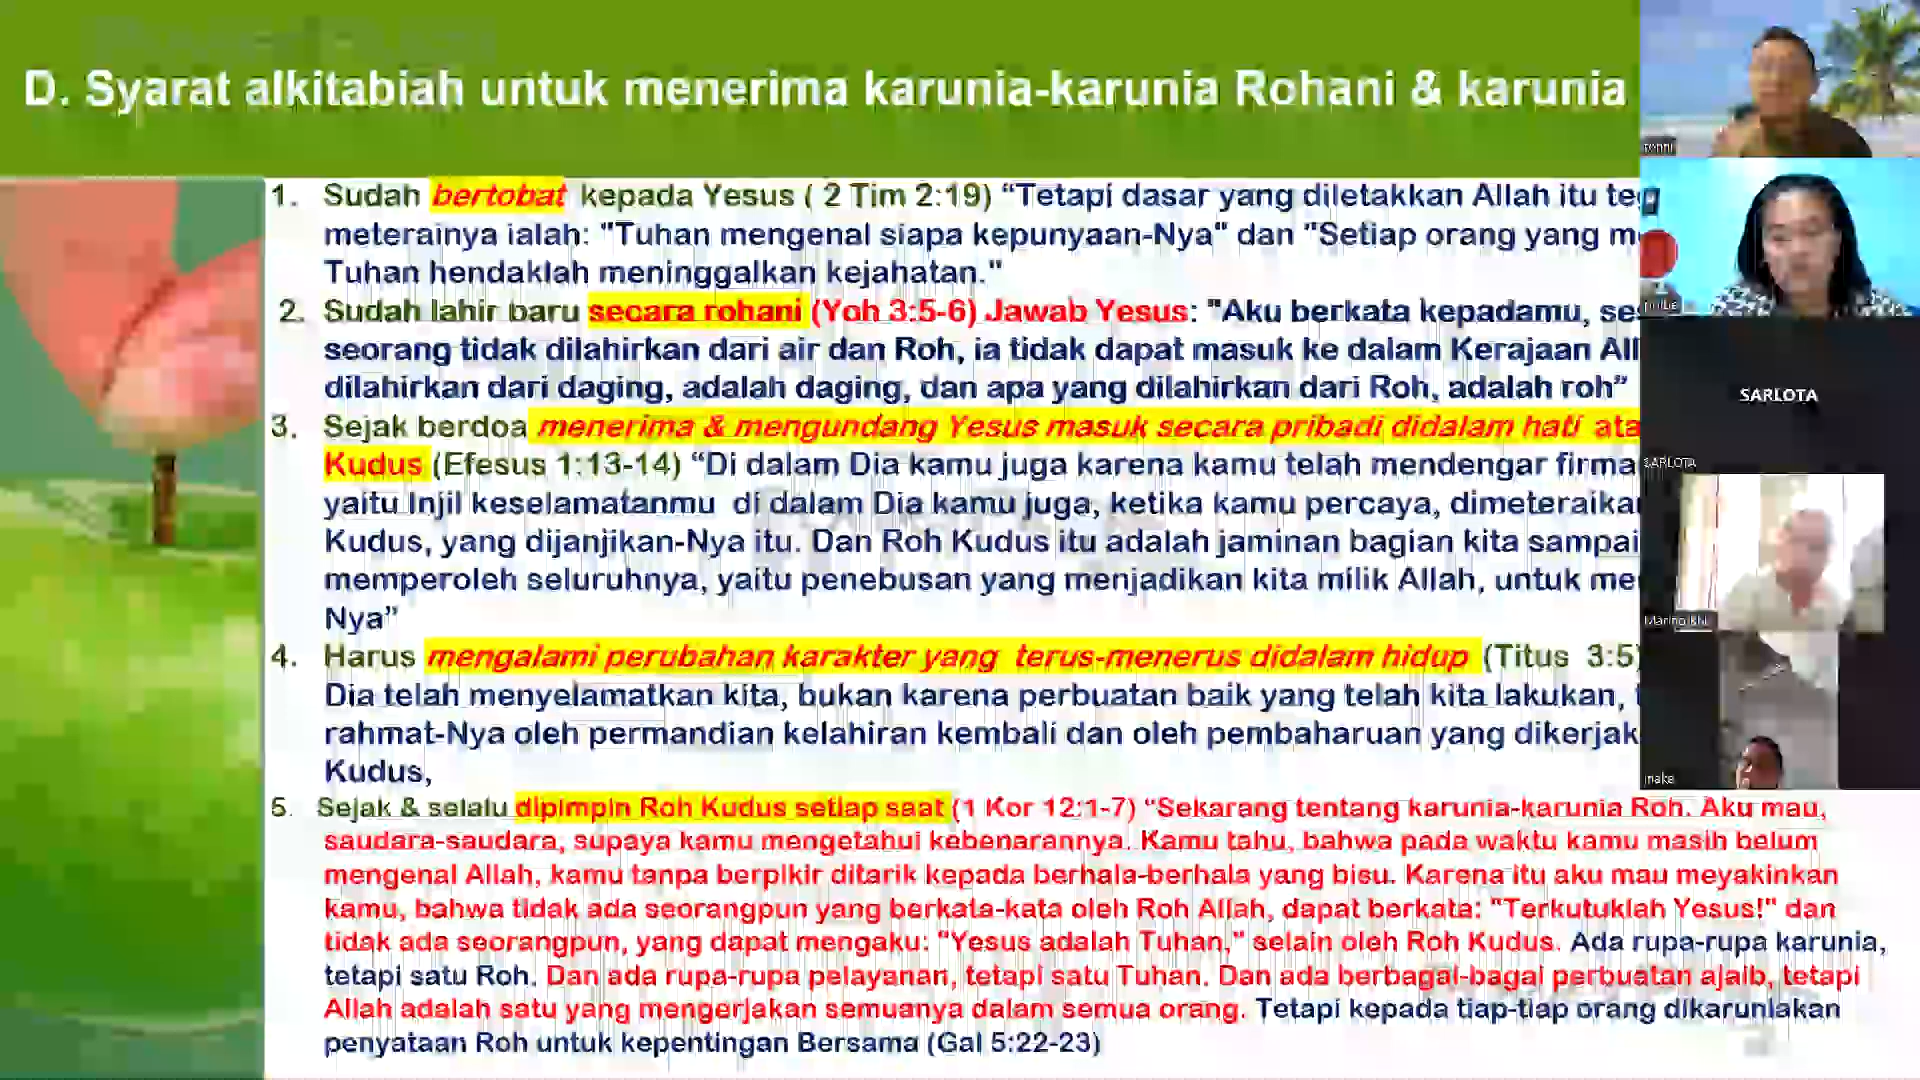 D. Syarat alkitabiah untuk menerima karunia-karunia Rohani & karunia
1. Sudah bertobat kepada Yesus ( 2 Tim 2:19) “Tetapi dasar yang diletakkan Allah itu
meterainya ialah: "Tuhan mengenal siapa kepunyaan-Nya" dan "Setiap orang yang
Tuhan hendaklah meninggalkan kejahatan."
2. Sudah lahir baru secara rohani (Yoh 3:5-6) Jawab Yesus: "Aku berkata kepadamu,
seorang tidak dilahirkan dari air dan Roh, ia tidak dapat masuk ke dalam Kerajaan
dilahirkan dari daging, adalah daging, dan apa yang dilahirkan dari Roh, adalah roh”
3. Sejak berdoa menerima & mengundang Yesus masuk secara pribadi didalam hati
Kudus (Efesus 1:13-14) “Di dalam Dia kamu juga karena kamu telah mendengar
yaitu Injil keselamatanmu di dalam Dia kamu juga, ketika kamu percaya,
Kudus, yang dijanjikan-Nya itu. Dan Roh Kudus itu adalah jaminan bagian kita sampai
memperoleh seluruhnya, yaitu penebusan yang menjadikan kita milik Allah, untuk
Nya”
4. Harus mengalami perubahan karakter yang terus-menerus didalam hidup (Titus 3:5)
Dia telah menyelamatkan kita, bukan karena perbuatan baik yang telah kita lakukan,
rahmat-Nya oleh permandian kelahiran kembali dan oleh pembaharuan yang
Kudus,
5. Sejak & selalu dipimpin Roh Kudus setiap saat (1 Kor 12:1-7) “Sekarang tentang karunia-karunia Roh. Aku mau,
saudara-saudara, supaya kamu mengetahui kebenarannya. Kamu tahu, bahwa pada waktu kamu masih belum
mengenal Allah, kamu tanpa berpikir ditarik kepada berhala-berhala yang bisu. Karena itu aku mau meyakinkan
kamu, bahwa tidak ada seorangpun yang berkata-kata oleh Roh Allah, dapat berkata: "Terkutuklah Yesus!" dan
tidak ada seorangpun, yang dapat mengaku: "Yesus adalah Tuhan," selain oleh Roh Kudus. Ada rupa-rupa karunia,
tetapi satu Roh. Dan ada rupa-rupa pelayanan, tetapi satu Tuhan. Dan ada berbagai-bagai perbuatan ajaib, tetapi
Allah adalah satu yang mengerjakan semuanya dalam semua orang. Tetapi kepada tiap-tiap orang dikaruniakan
penyataan Roh untuk kepentingan Bersama (Gal 5:22-23)
SARLOTA
SARLOTA